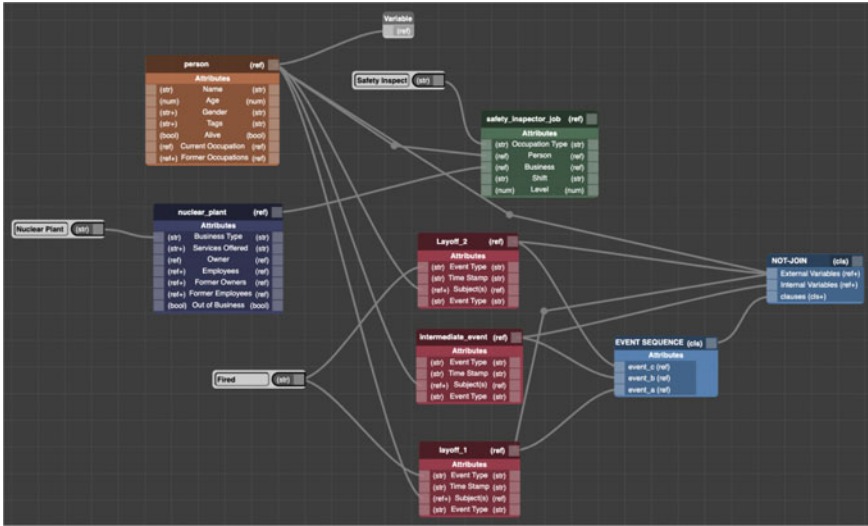 Variable
(ref)
person (ref)
Attributes
(str) Name (str)
(num) Age (num)
(str+) Gender (str)
(str+) Tags (str)
(bool) Alive (bool)
(ref) Current Occupation (ref)
(ref+) Former Occupations (ref)
Safety Inspect (str)
safety_inspector_job (ref)
Attributes
(str) Occupation Type (str)
(ref) Person (ref)
(ref) Business (ref)
(str) Shift (str)
(num) Level (num)
Nuclear Plant (str)
nuclear_plant (ref)
Attributes
(str) Business Type (str)
(str+) Services Offered (str)
(ref) Owner (ref)
(ref+) Employees (ref)
(ref+) Former Owners (ref)
(ref+) Former Employees (ref)
(bool) Out of Business (bool)
Layoff_2 (ref)
Attributes
(str) Event Type (str)
(str) Time Stamp (str)
(ref+) Subject(s) (ref)
(str) Event Type (str)
NOT-JOIN (cls)
External Variables (ref+)
Internal Variables (ref+)
clauses (cls+)
intermediate_event (ref)
Attributes
(str) Event Type (str)
(str) Time Stamp (str)
(ref+) Subject(s) (ref)
(str) Event Type (str)
EVENT SEQUENCE (cls)
Attributes
event_c (ref)
event_b (ref)
event_a (ref)
Fired (str)
layoff_1 (ref)
Attributes
(str) Event Type (str)
(str) Time Stamp (str)
(ref+) Subject(s) (ref)
(str) Event Type (str)